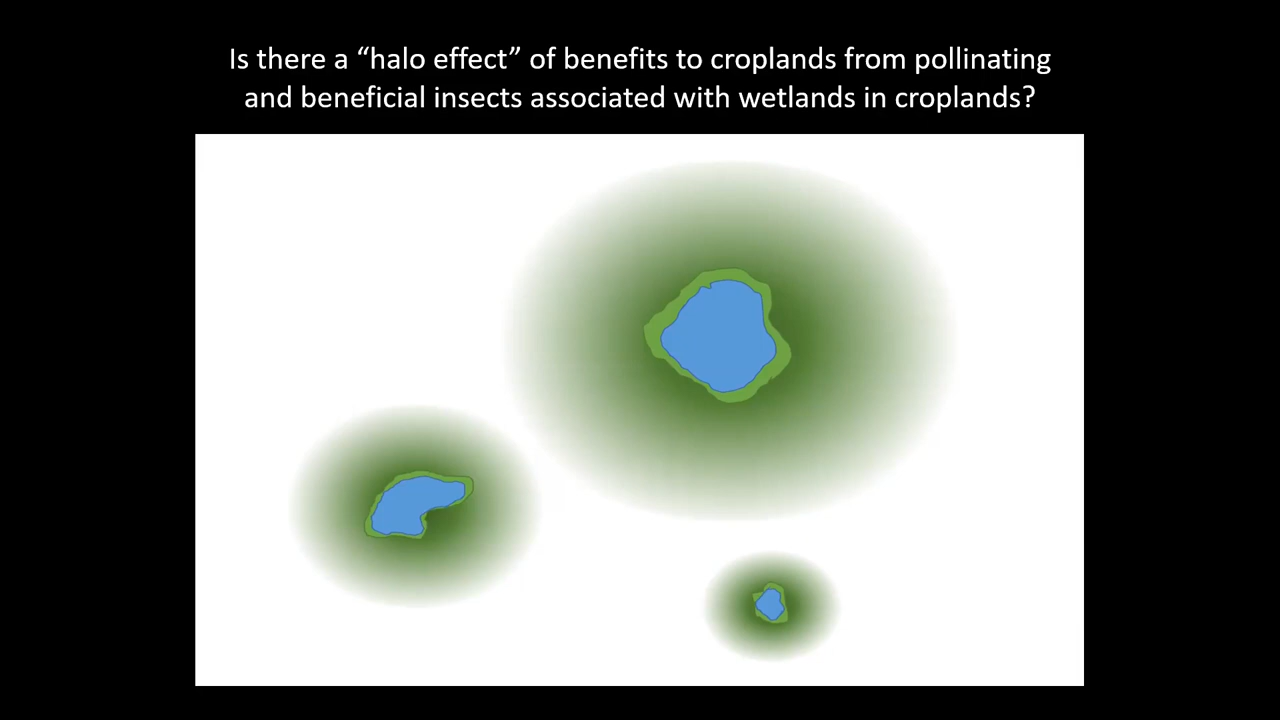 Is there a “halo effect” of benefits to croplands from pollinating
and beneficial insects associated with wetlands in croplands?